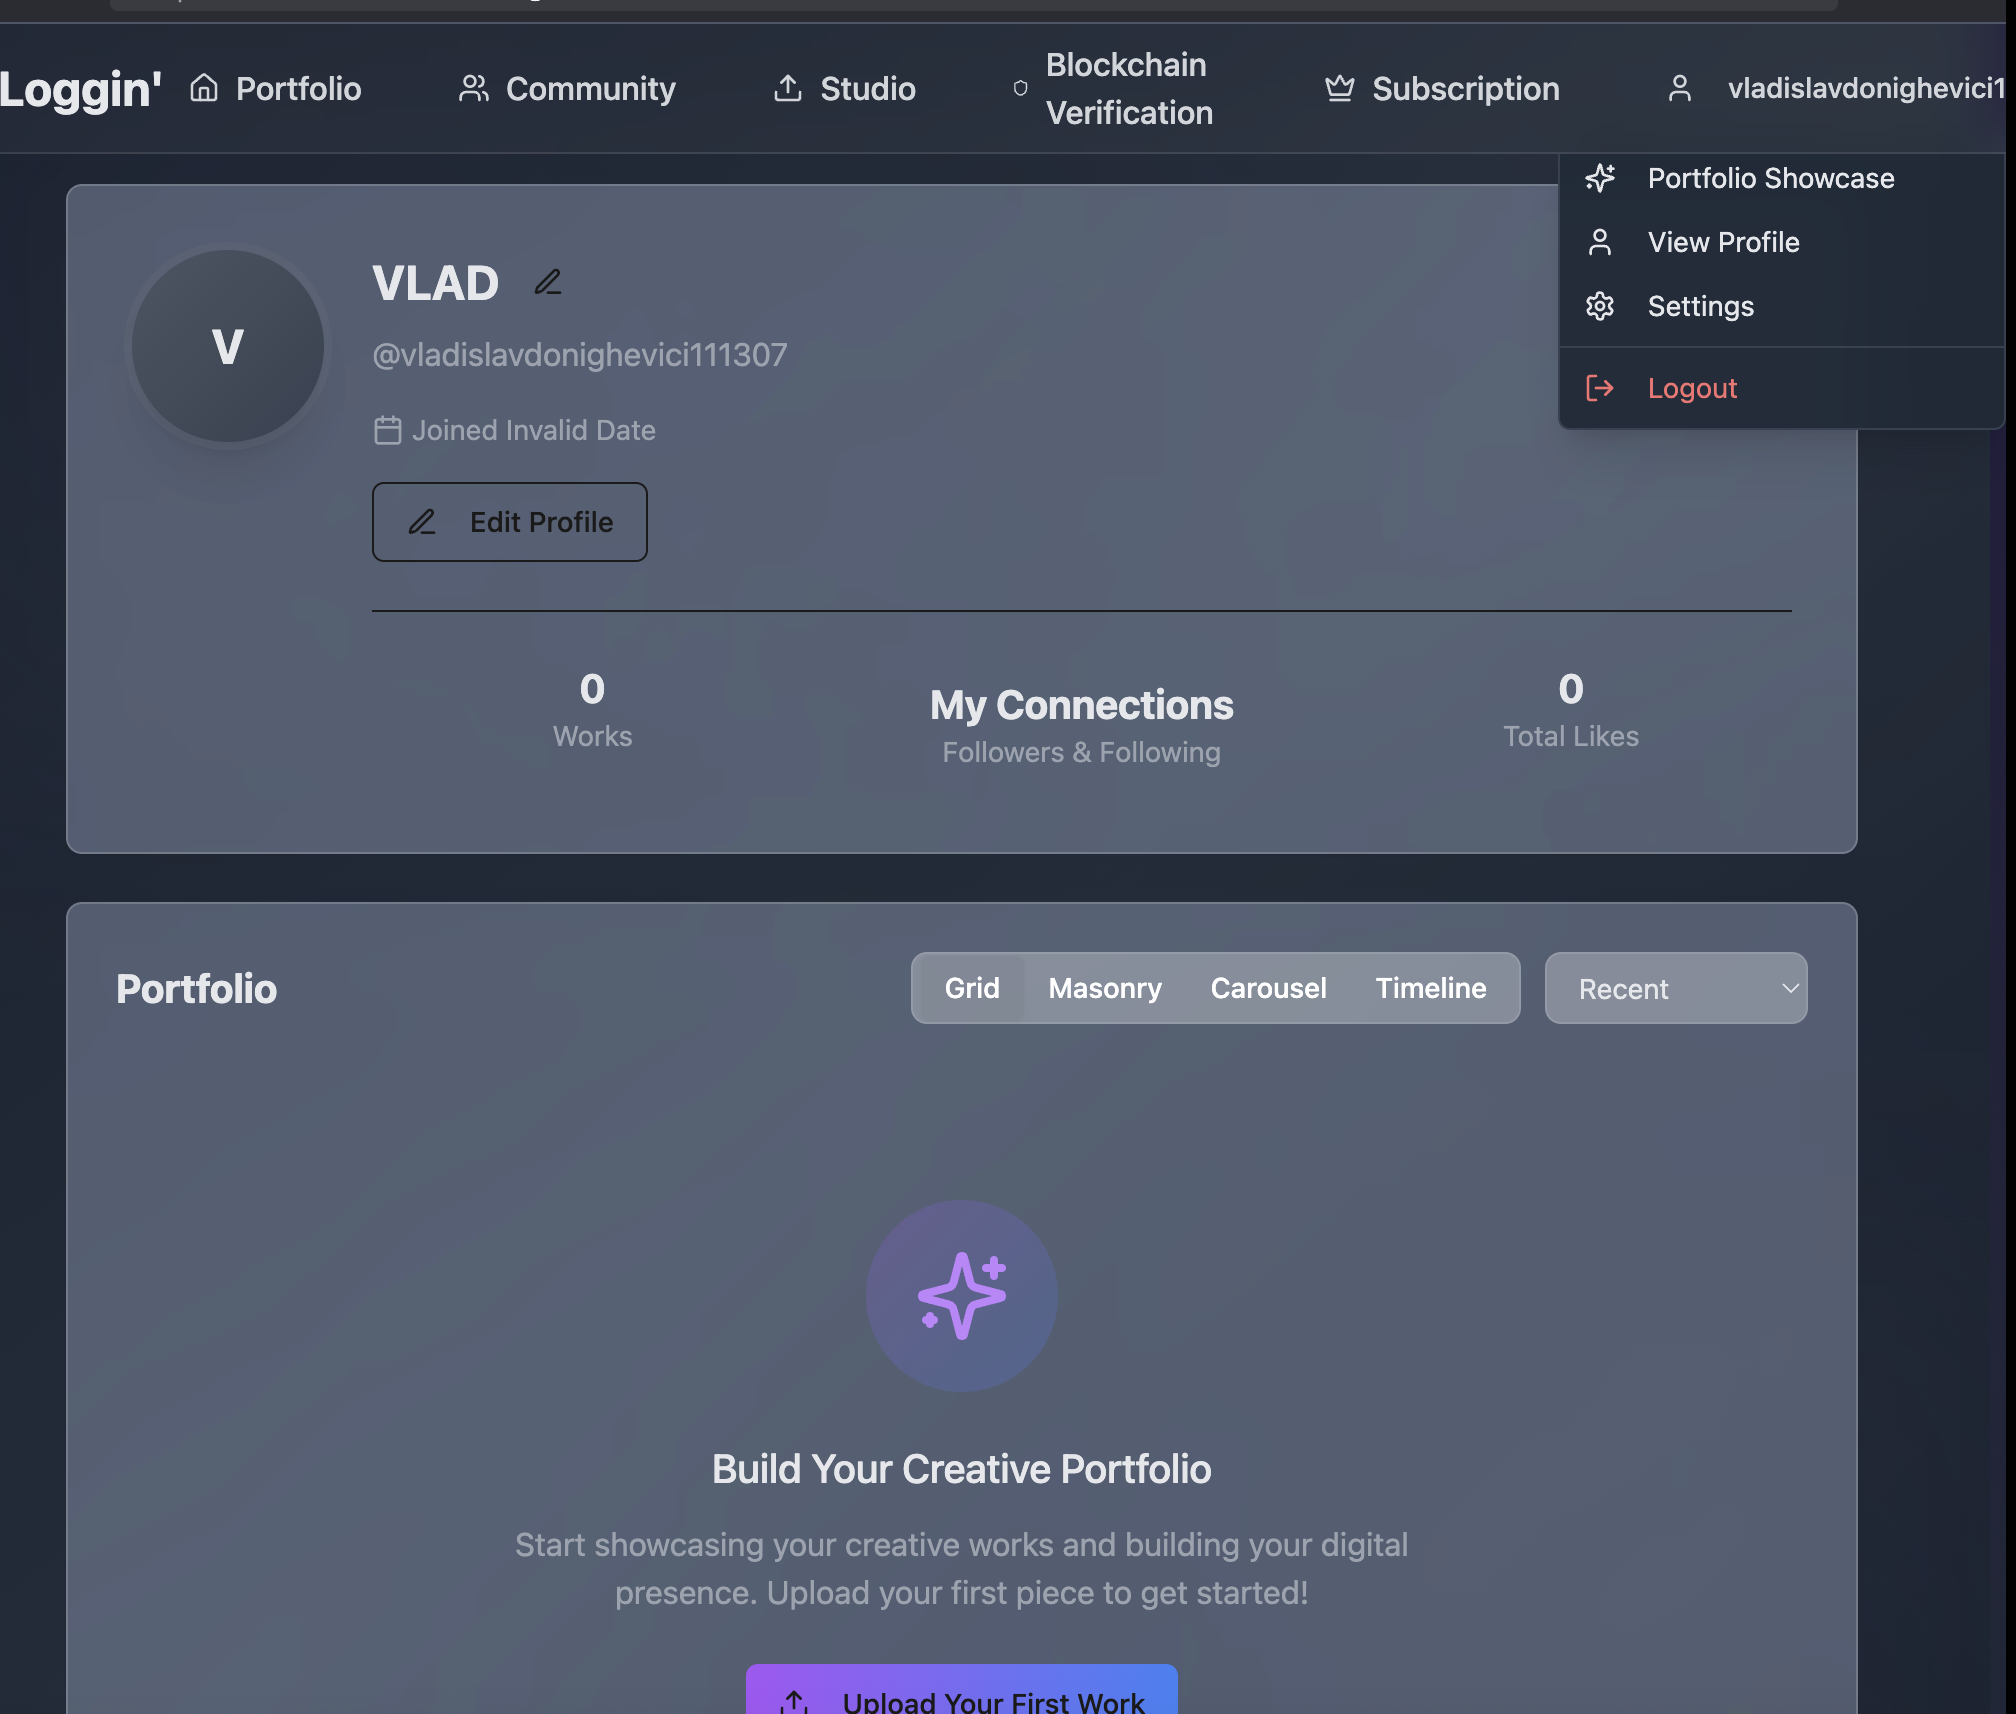 Loggin' Portfolio Community Studio Blockchain Verification Subscription vladislavdonighevici1
Portfolio Showcase
View Profile
Settings
Logout
V
VLAD
@vladislavdonighevici111307
Joined Invalid Date
Edit Profile
0
Works
My Connections
Followers & Following
0
Total Likes
Portfolio
Grid Masonry Carousel Timeline
Recent
Build Your Creative Portfolio
Start showcasing your creative works and building your digital
presence. Upload your first piece to get started!
Upload Your First Work